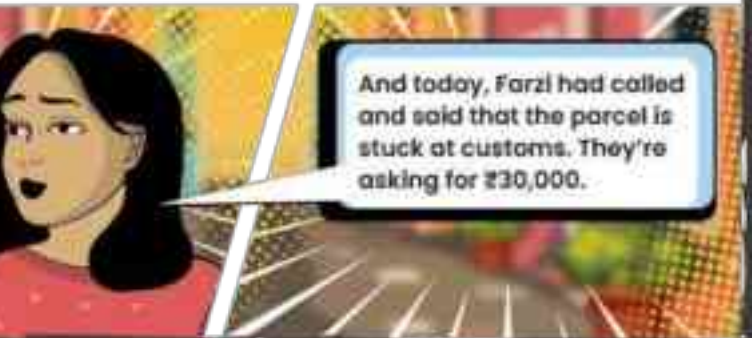 And today, Farzi had called
and said that the parcel is
stuck at customs. They're
asking for ₹30,000.